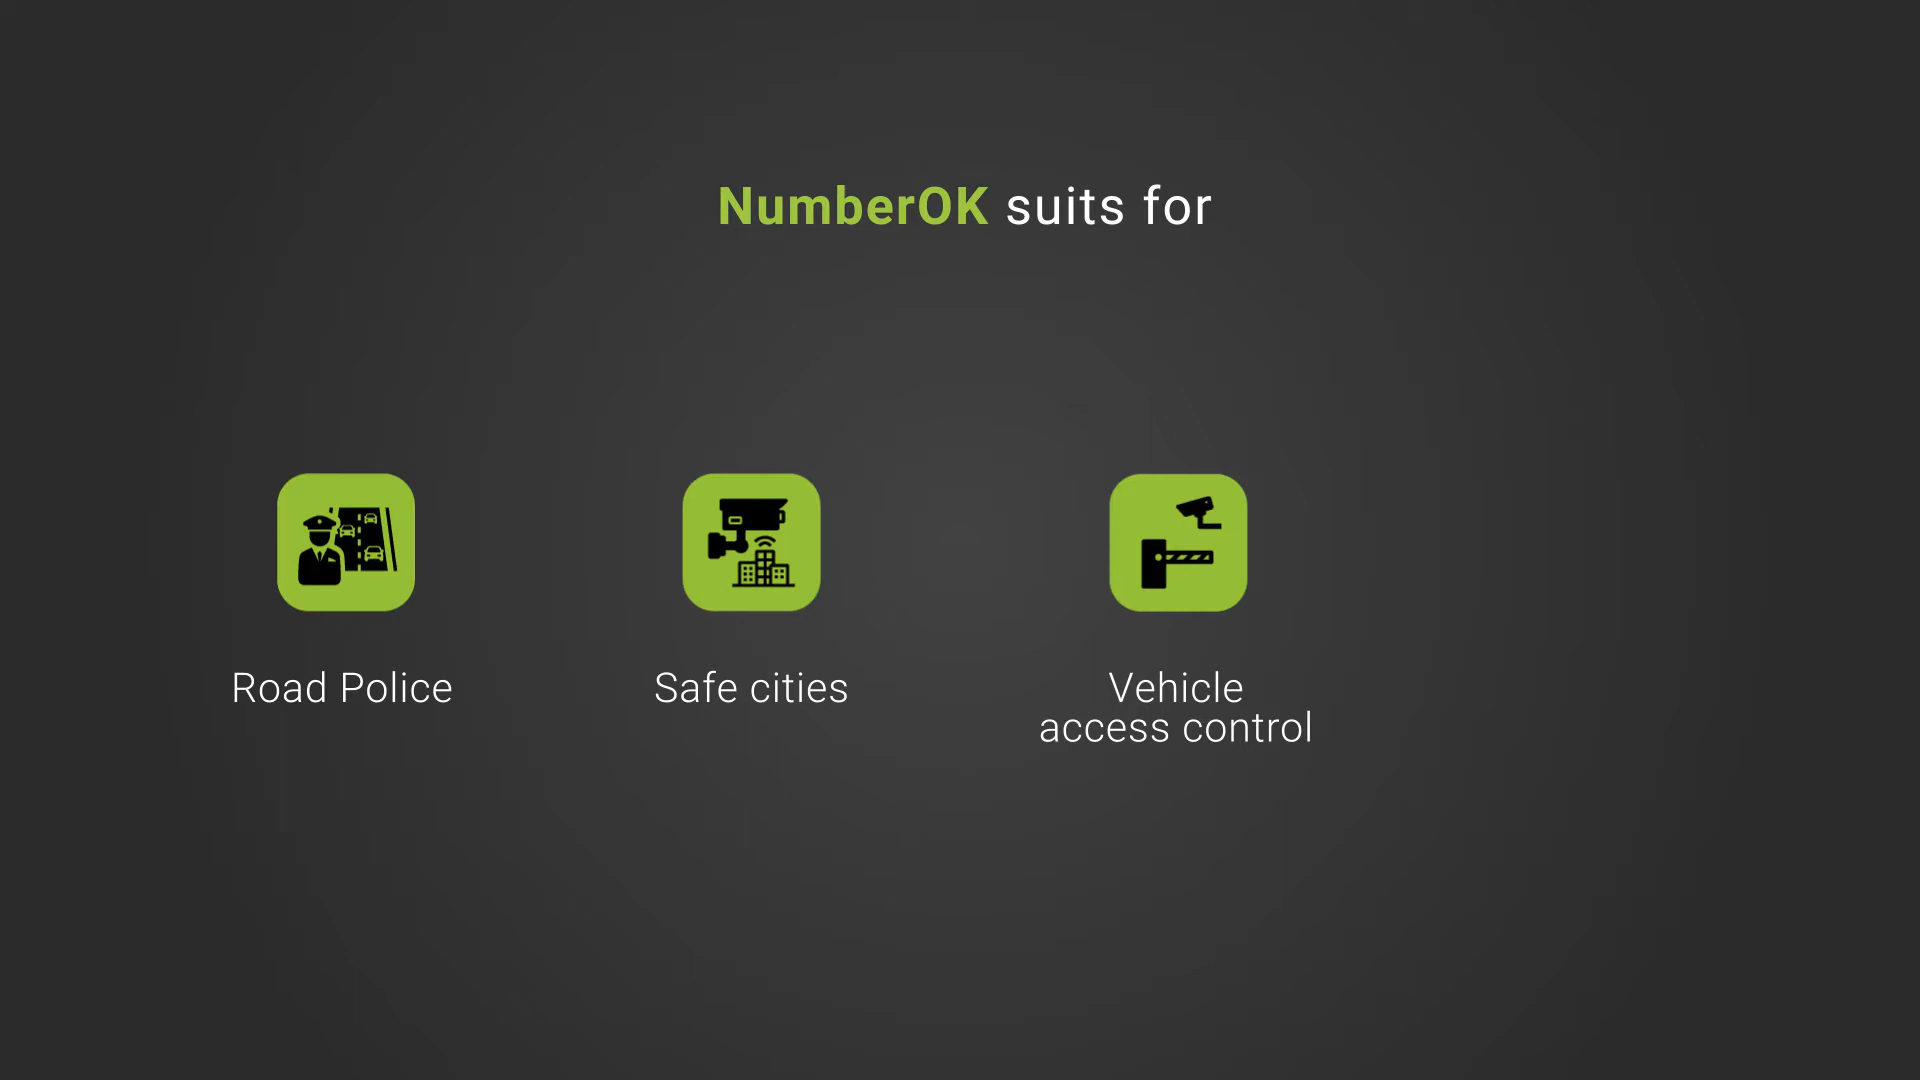 NumberOK suits for
Road Police
Safe cities
Vehicle
access control